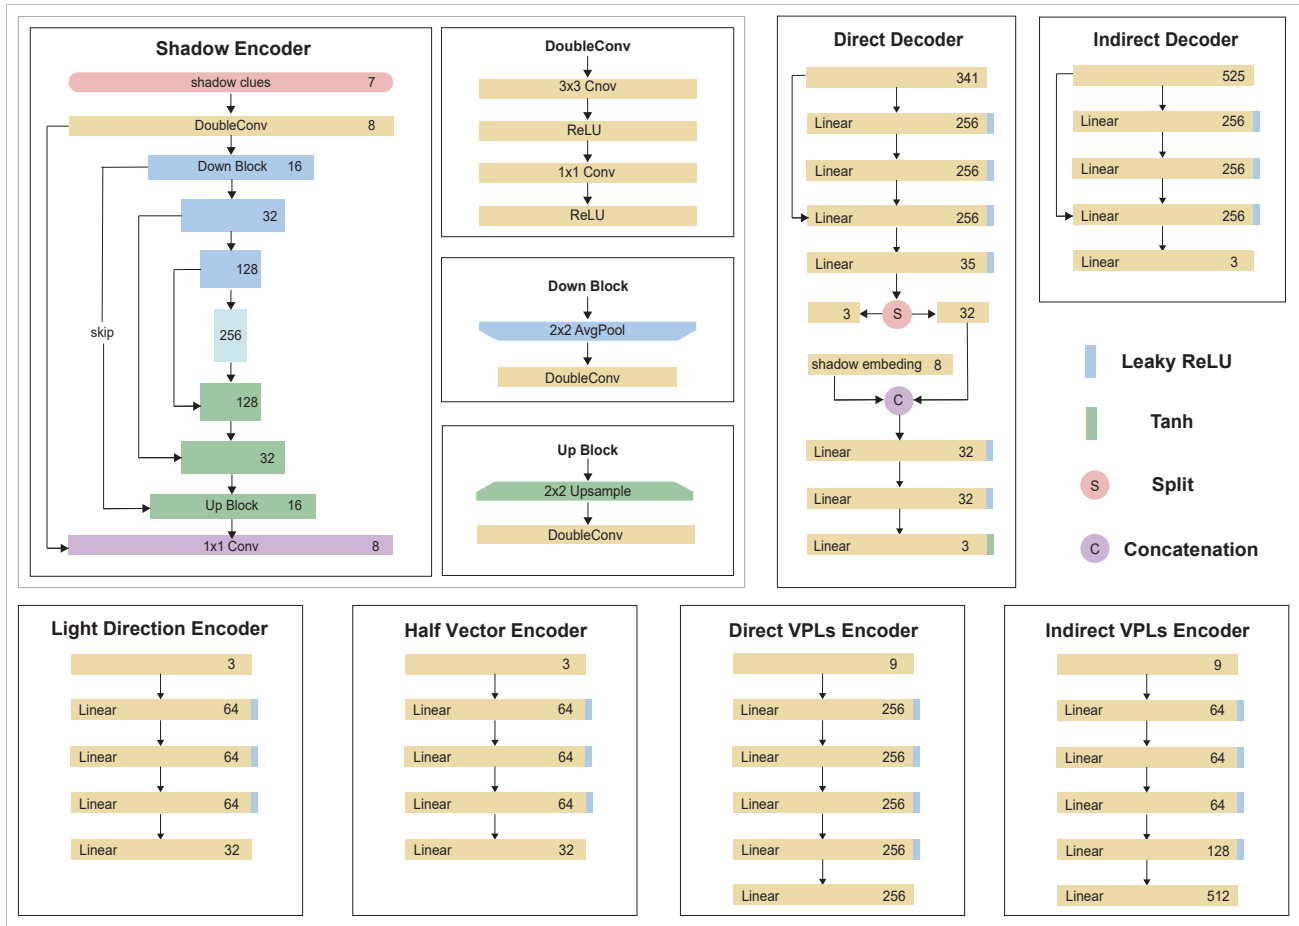 Shadow Encoder
shadow clues 7
DoubleConv 8
Down Block 16
32
128
skip
256
128
32
Up Block 16
1x1 Conv 8
DoubleConv
3x3 Cnov
ReLU
1x1 Conv
ReLU
Down Block
2x2 AvgPool
DoubleConv
Up Block
2x2 Upsample
DoubleConv
Direct Decoder
341
Linear 256
Linear 256
Linear 256
Linear 35
3 S 32
shadow embeding 8
C
Linear 32
Linear 32
Linear 3
Indirect Decoder
525
Linear 256
Linear 256
Linear 256
Linear 3
Leaky ReLU
Tanh
S Split
C Concatenation
Light Direction Encoder
3
Linear 64
Linear 64
Linear 64
Linear 32
Half Vector Encoder
3
Linear 64
Linear 64
Linear 64
Linear 32
Direct VPLs Encoder
9
Linear 256
Linear 256
Linear 256
Linear 256
Linear 256
Indirect VPLs Encoder
9
Linear 64
Linear 64
Linear 64
Linear 128
Linear 512